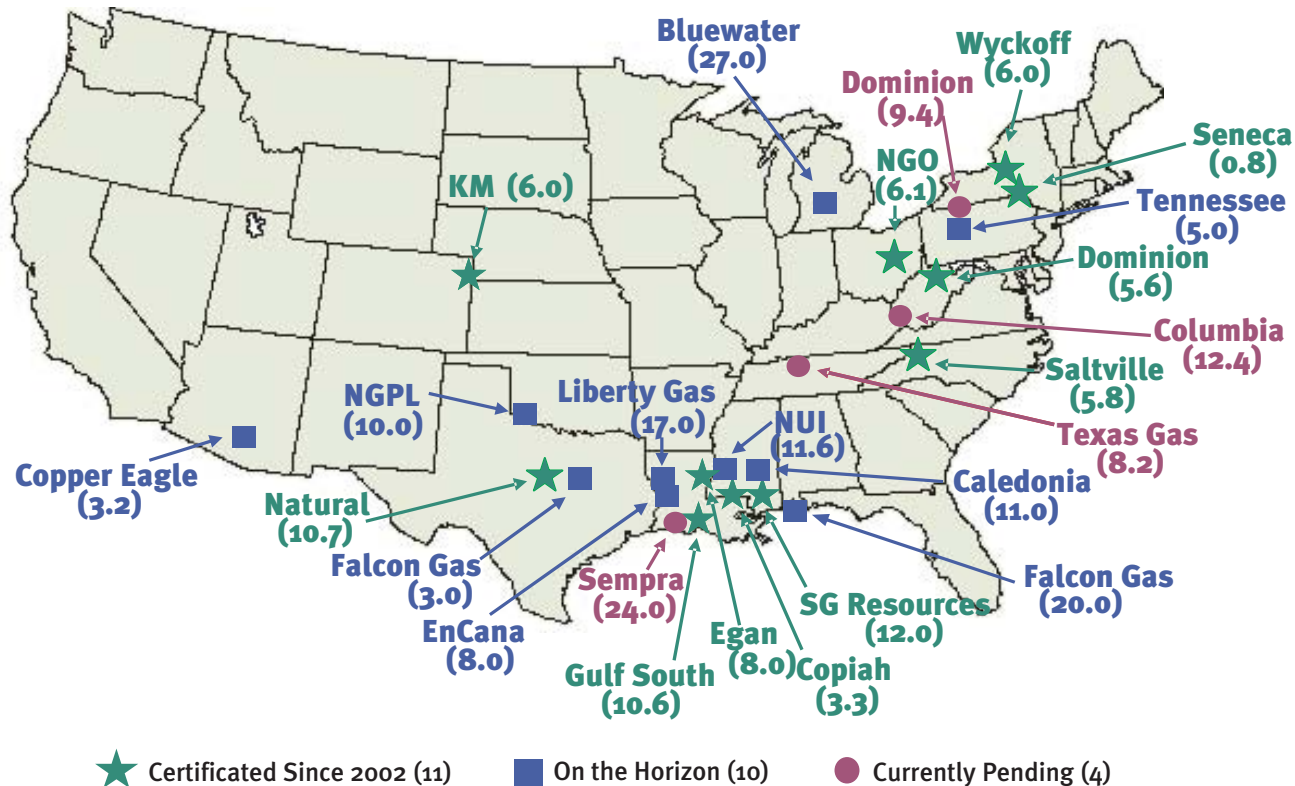 Bluewater
(27.0)
Wyckoff
(6.0)
Dominion
(9.4)
Seneca
(0.8)
NGO
(6.1)
KM (6.0)
Tennessee
(5.0)
Dominion
(5.6)
Columbia
(12.4)
Saltville
(5.8)
Texas Gas
(8.2)
NGPL
(10.0)
Liberty Gas
(17.0)
NUI
(11.6)
Copper Eagle
(3.2)
Natural
(10.7)
Caledonia
(11.0)
Falcon Gas
(3.0)
Sempra
(24.0)
Falcon Gas
(20.0)
SG Resources
(12.0)
EnCana
(8.0)
Egan
(8.0)
Copiah
(3.3)
Gulf South
(10.6)
Certificated Since 2002 (11)
On the Horizon (10)
Currently Pending (4)